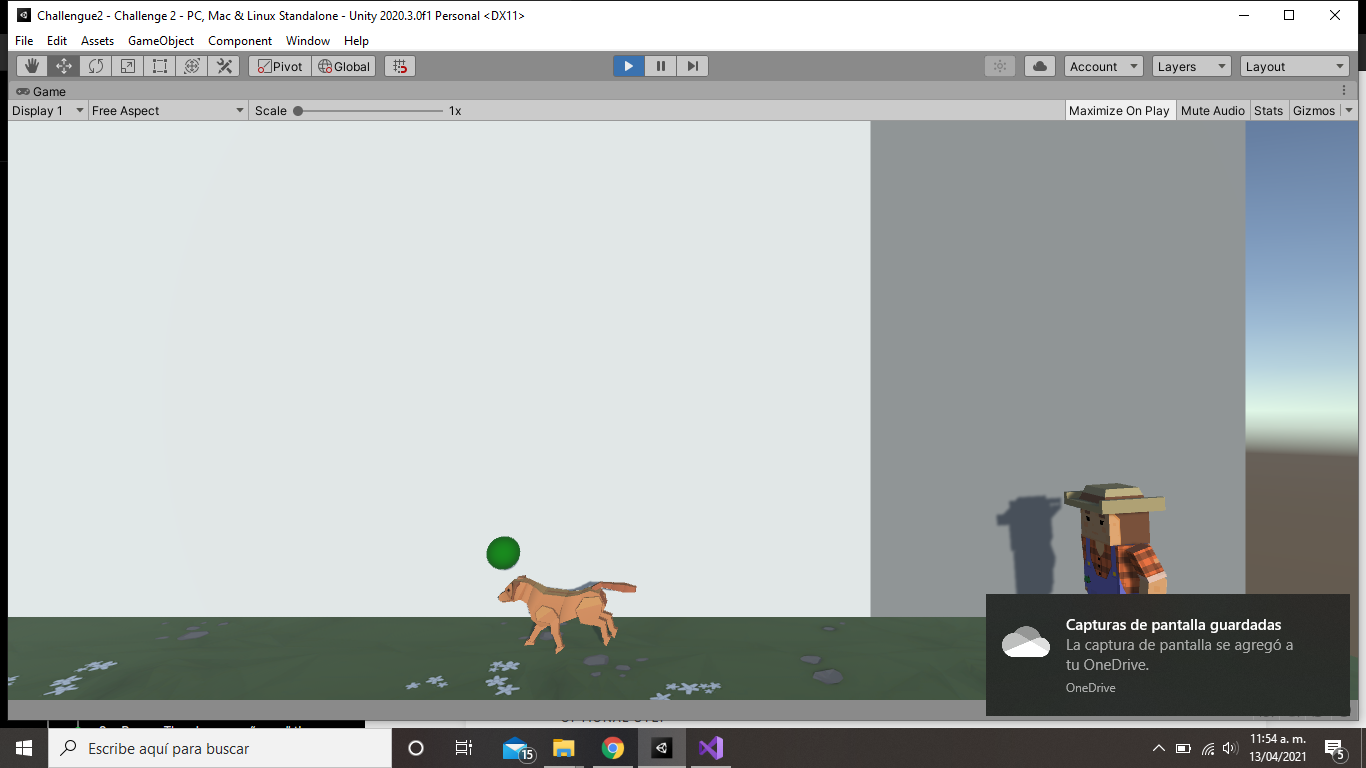 Challengue2 - Challenge 2 - PC, Mac & Linux Standalone - Unity 2020.3.0f1 Personal <DX11>
File Edit Assets GameObject Component Window Help
Pivot Global Account Layers Layout
Game
Display 1 Free Aspect Scale 1x Maximize On Play Mute Audio Stats Gizmos
Capturas de pantalla guardadas
La captura de pantalla se agregó a
tu OneDrive.
OneDrive
Escribe aquí para buscar
15
11:54 a. m.
13/04/2021
5